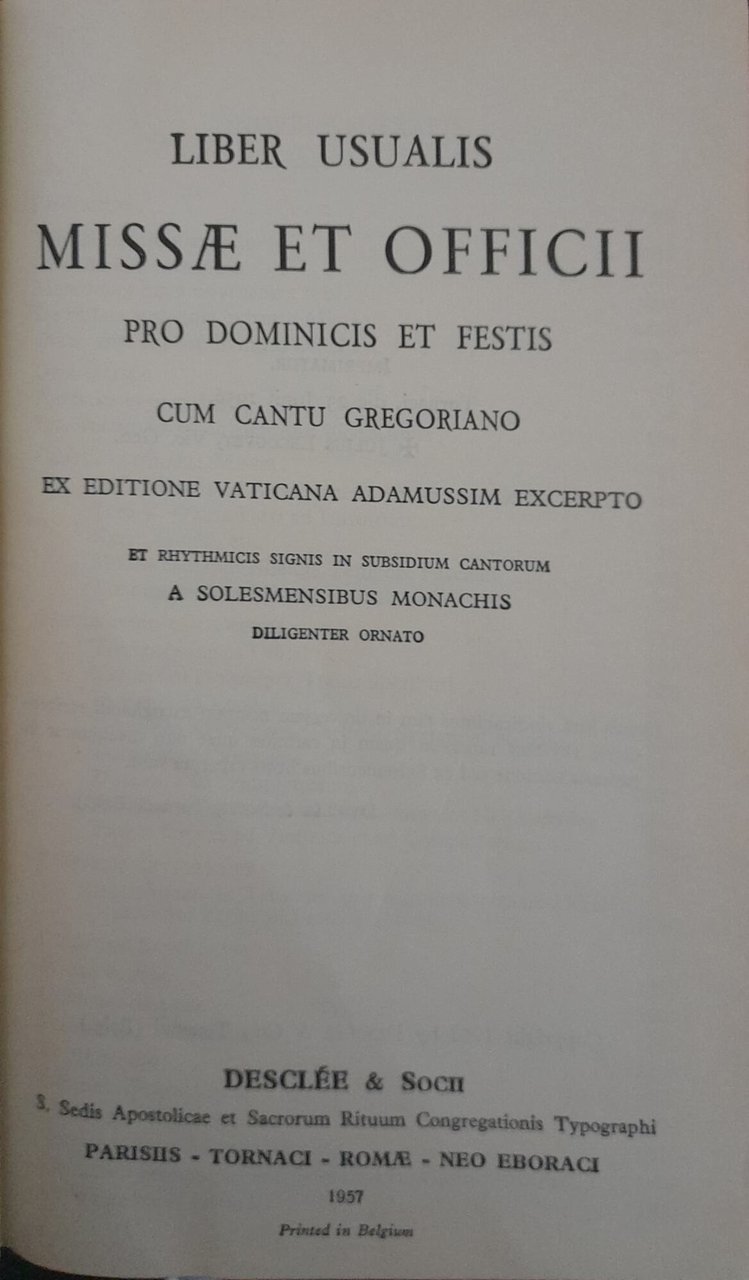 LIBER USUALIS
MISSÆ ET OFFICII
PRO DOMINICIS ET FESTIS
CUM CANTU GREGORIANO
EX EDITIONE VATICANA ADAMUSSIM EXCERPTO
ET RHYTHMICIS SIGNIS IN SUBSIDIUM CANTORUM
A SOLESMENSIBUS MONACHIS
DILIGENTER ORNATO
DESCLÉE & SOCII
S. Sedis Apostolicae et Sacrorum Rituum Congregationis Typographi
PARISIIS - TORNACI - ROMÆ - NEO EBORACI
1957
Printed in Belgium